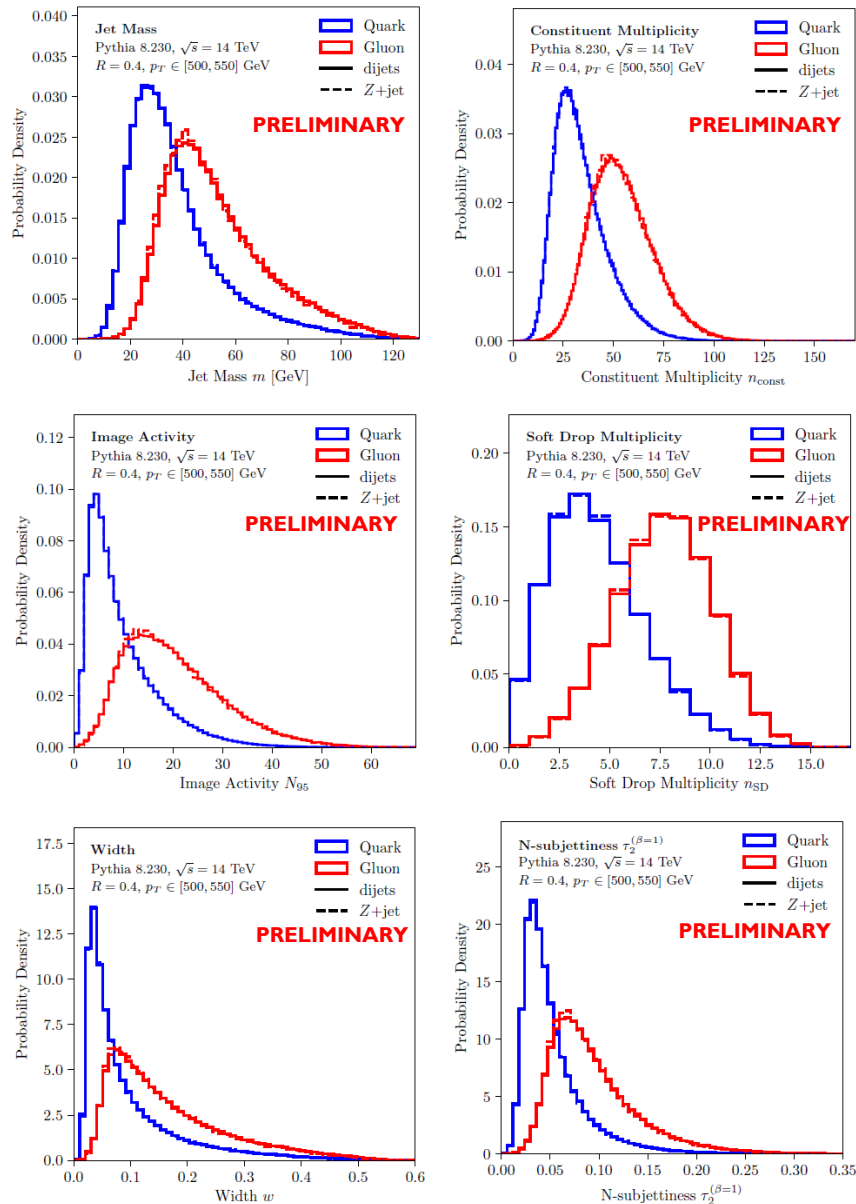 Jet Mass
Pythia 8.230, √s = 14 TeV
R = 0.4, p_T ∈ [500, 550] GeV
Quark
Gluon
dijets
Z+jet
PRELIMINARY
Probability Density
0.040
0.035
0.030
0.025
0.020
0.015
0.010
0.005
0.000
0 20 40 60 80 100 120
Jet Mass m [GeV]
Constituent Multiplicity
Pythia 8.230, √s = 14 TeV
R = 0.4, p_T ∈ [500, 550] GeV
Quark
Gluon
dijets
Z+jet
PRELIMINARY
Probability Density
0.04
0.03
0.02
0.01
0.00
0 25 50 75 100 125 150
Constituent Multiplicity n_const
Image Activity
Pythia 8.230, √s = 14 TeV
R = 0.4, p_T ∈ [500, 550] GeV
Quark
Gluon
dijets
Z+jet
PRELIMINARY
Probability Density
0.12
0.10
0.08
0.06
0.04
0.02
0.00
0 10 20 30 40 50 60
Image Activity N_95
Soft Drop Multiplicity
Pythia 8.230, √s = 14 TeV
R = 0.4, p_T ∈ [500, 550] GeV
Quark
Gluon
dijets
Z+jet
PRELIMINARY
Probability Density
0.20
0.15
0.10
0.05
0.00
0.0 2.5 5.0 7.5 10.0 12.5 15.0
Soft Drop Multiplicity n_SD
Width
Pythia 8.230, √s = 14 TeV
R = 0.4, p_T ∈ [500, 550] GeV
Quark
Gluon
dijets
Z+jet
PRELIMINARY
Probability Density
17.5
15.0
12.5
10.0
7.5
5.0
2.5
0.0
0.0 0.1 0.2 0.3 0.4 0.5 0.6
Width w
N-subjettiness τ_2^(β=1)
Pythia 8.230, √s = 14 TeV
R = 0.4, p_T ∈ [500, 550] GeV
Quark
Gluon
dijets
Z+jet
PRELIMINARY
Probability Density
25
20
15
10
5
0
0.00 0.05 0.10 0.15 0.20 0.25 0.30 0.35
N-subjettiness τ_2^(β=1)